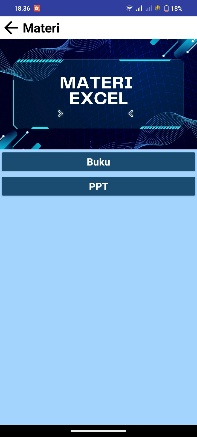 18.36
18%
Materi
MATERI
EXCEL
Buku
PPT